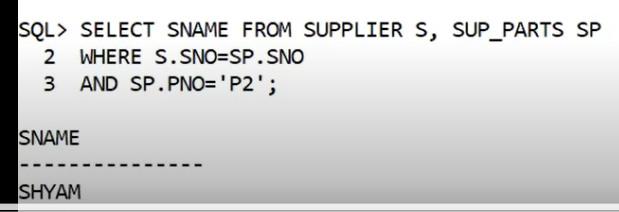 SQL> SELECT SNAME FROM SUPPLIER S, SUP_PARTS SP
2 WHERE S.SNO=SP.SNO
3 AND SP.PNO='P2';
SNAME
---------------
SHYAM